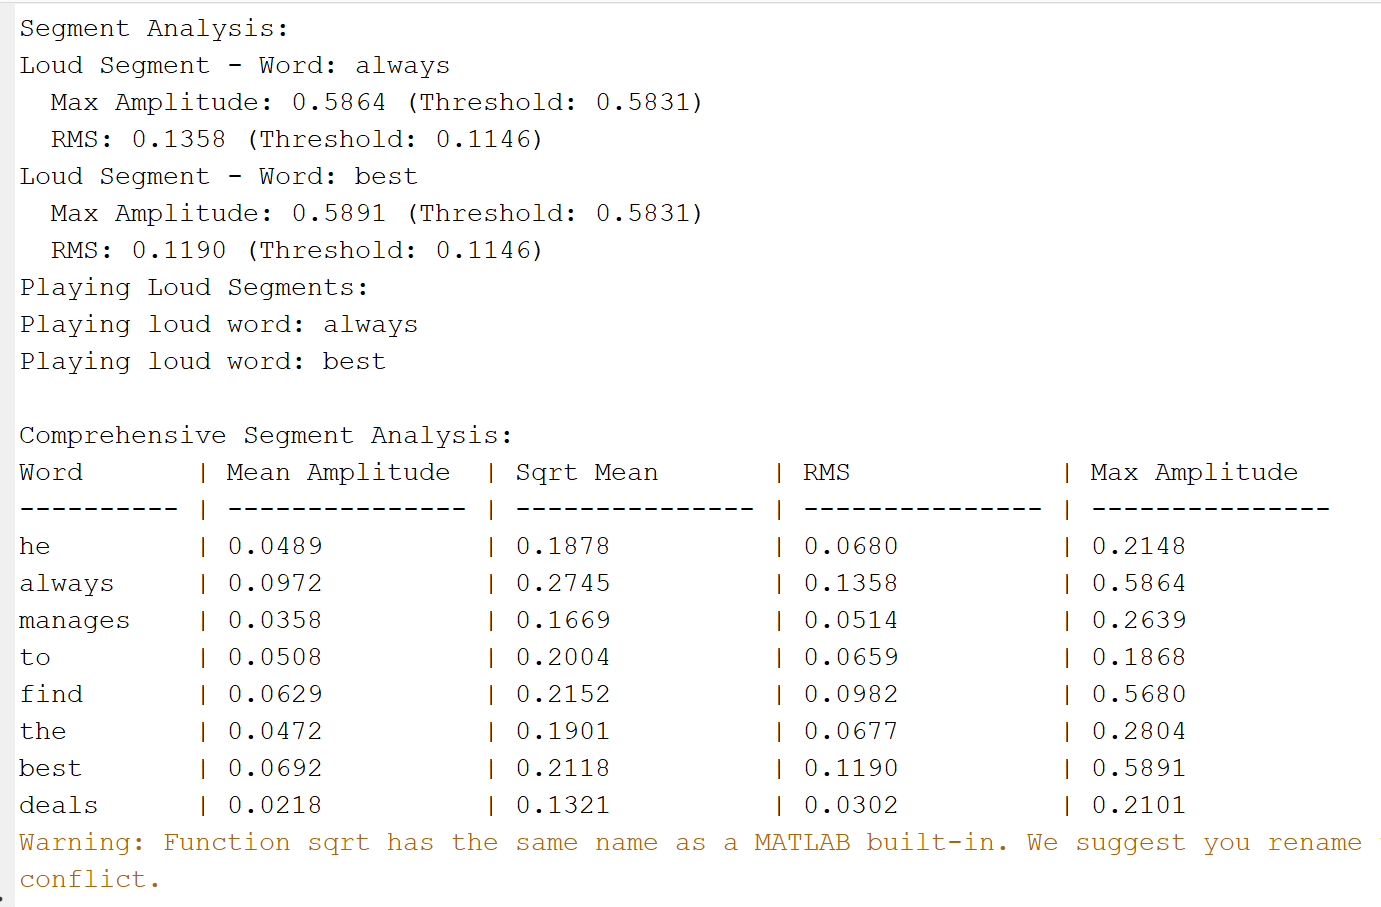 Segment Analysis:
Loud Segment - Word: always
  Max Amplitude: 0.5864 (Threshold: 0.5831)
  RMS: 0.1358 (Threshold: 0.1146)
Loud Segment - Word: best
  Max Amplitude: 0.5891 (Threshold: 0.5831)
  RMS: 0.1190 (Threshold: 0.1146)
Playing Loud Segments:
Playing loud word: always
Playing loud word: best

Comprehensive Segment Analysis:
Word       | Mean Amplitude  | Sqrt Mean       | RMS             | Max Amplitude
---------- | --------------- | --------------- | --------------- | ---------------
he         | 0.0489          | 0.1878          | 0.0680          | 0.2148
always     | 0.0972          | 0.2745          | 0.1358          | 0.5864
manages    | 0.0358          | 0.1669          | 0.0514          | 0.2639
to         | 0.0508          | 0.2004          | 0.0659          | 0.1868
find       | 0.0629          | 0.2152          | 0.0982          | 0.5680
the        | 0.0472          | 0.1901          | 0.0677          | 0.2804
best       | 0.0692          | 0.2118          | 0.1190          | 0.5891
deals      | 0.0218          | 0.1321          | 0.0302          | 0.2101
Warning: Function sqrt has the same name as a MATLAB built-in. We suggest you rename
conflict.